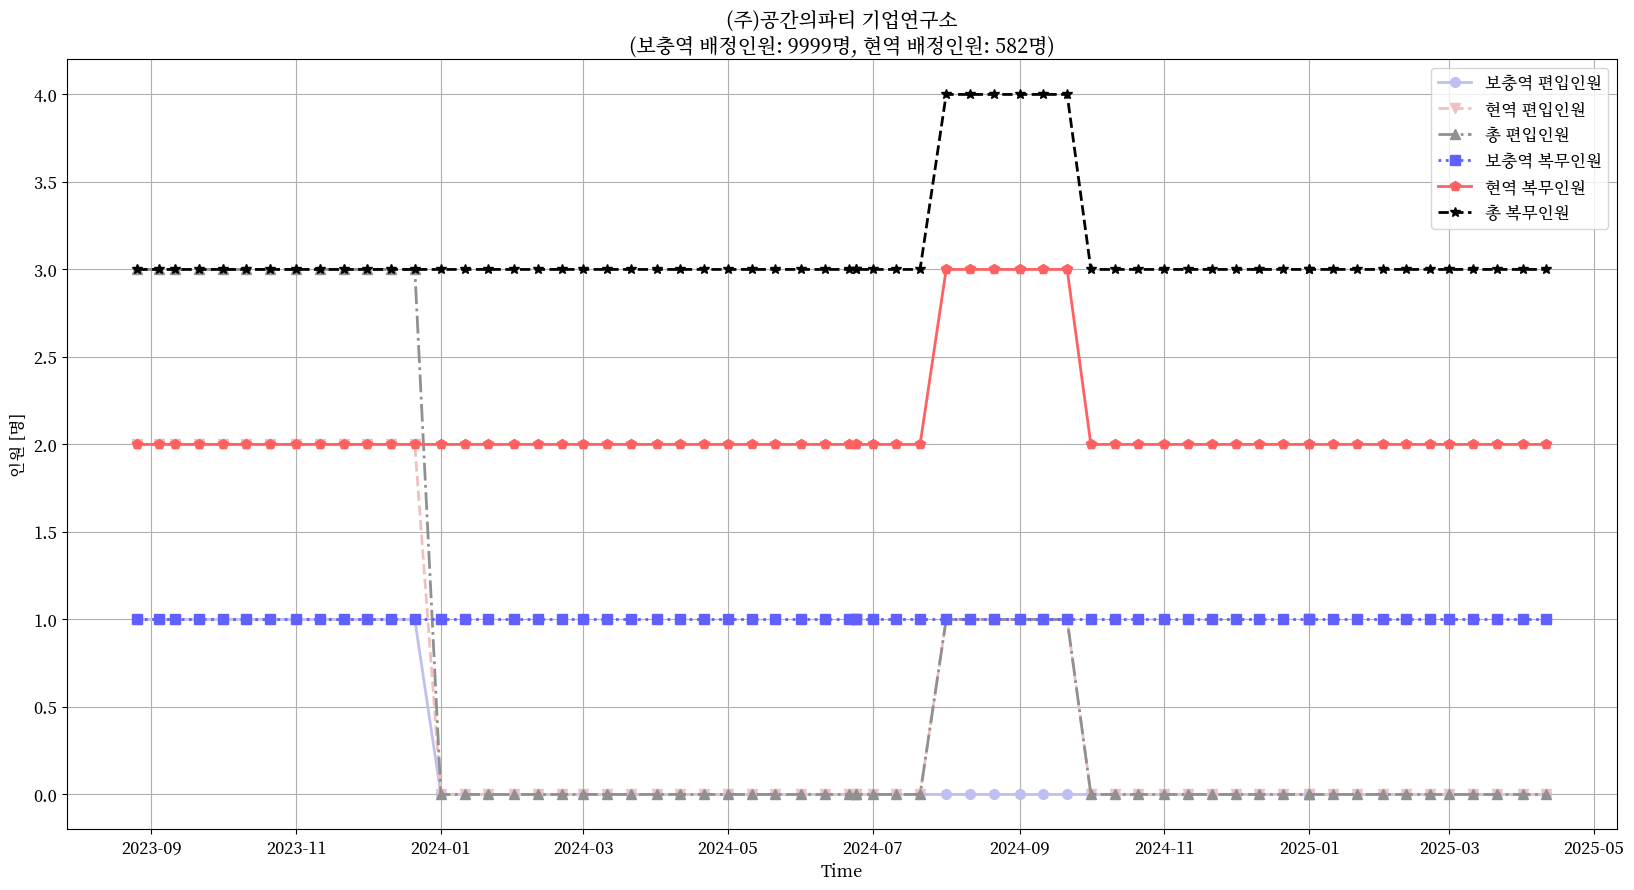 (주)공간의파티 기업연구소
(보충역 배정인원: 9999명, 현역 배정인원: 582명)
보충역 편입인원
현역 편입인원
총 편입인원
보충역 복무인원
현역 복무인원
총 복무인원
인원 [명]
4.0
3.5
3.0
2.5
2.0
1.5
1.0
0.5
0.0
2023-09 2023-11 2024-01 2024-03 2024-05 2024-07 2024-09 2024-11 2025-01 2025-03 2025-05
Time